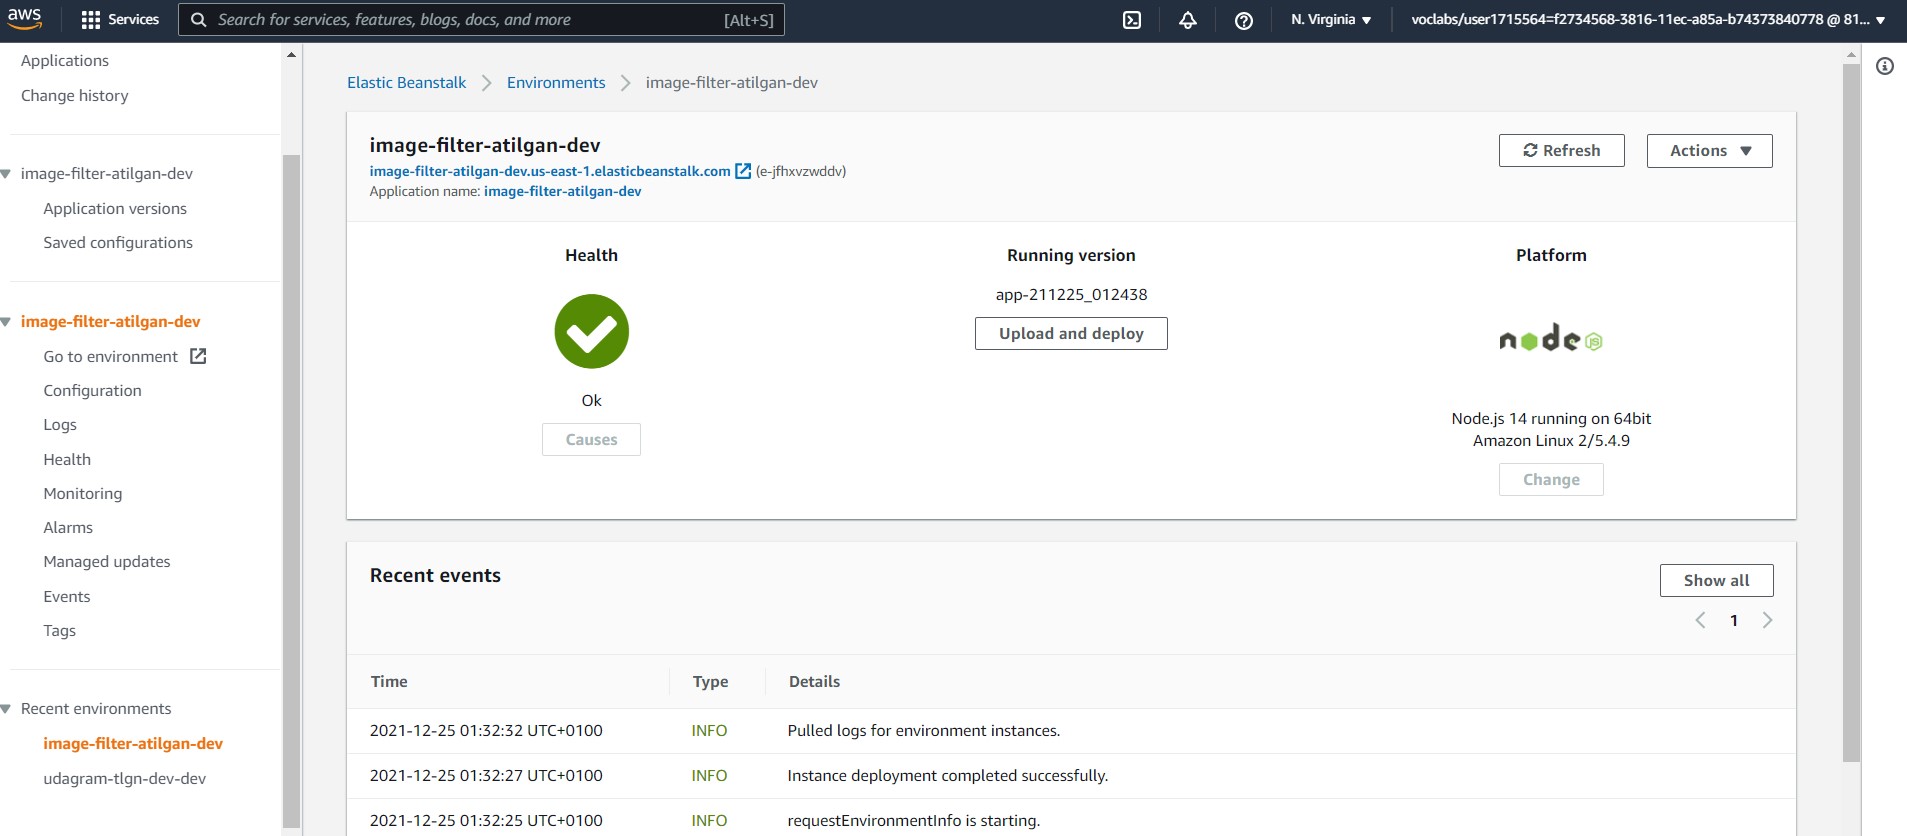 aws
Services
Search for services, features, blogs, docs, and more
[Alt+S]
N. Virginia
voclabs/user1715564=f2734568-3816-11ec-a85a-b74373840778 @ 81...
Applications
Change history
image-filter-atilgan-dev
Application versions
Saved configurations
image-filter-atilgan-dev
Go to environment
Configuration
Logs
Health
Monitoring
Alarms
Managed updates
Events
Tags
Recent environments
image-filter-atilgan-dev
udagram-tlgn-dev-dev
Elastic Beanstalk
Environments
image-filter-atilgan-dev
image-filter-atilgan-dev
image-filter-atilgan-dev.us-east-1.elasticbeanstalk.com (e-jfhxvzwddv)
Application name: image-filter-atilgan-dev
Refresh
Actions
Health
Ok
Causes
Running version
app-211225_012438
Upload and deploy
Platform
node JS
Node.js 14 running on 64bit
Amazon Linux 2/5.4.9
Change
Recent events
Show all
1
Time Type Details
2021-12-25 01:32:32 UTC+0100 INFO Pulled logs for environment instances.
2021-12-25 01:32:27 UTC+0100 INFO Instance deployment completed successfully.
2021-12-25 01:32:25 UTC+0100 INFO requestEnvironmentInfo is starting.